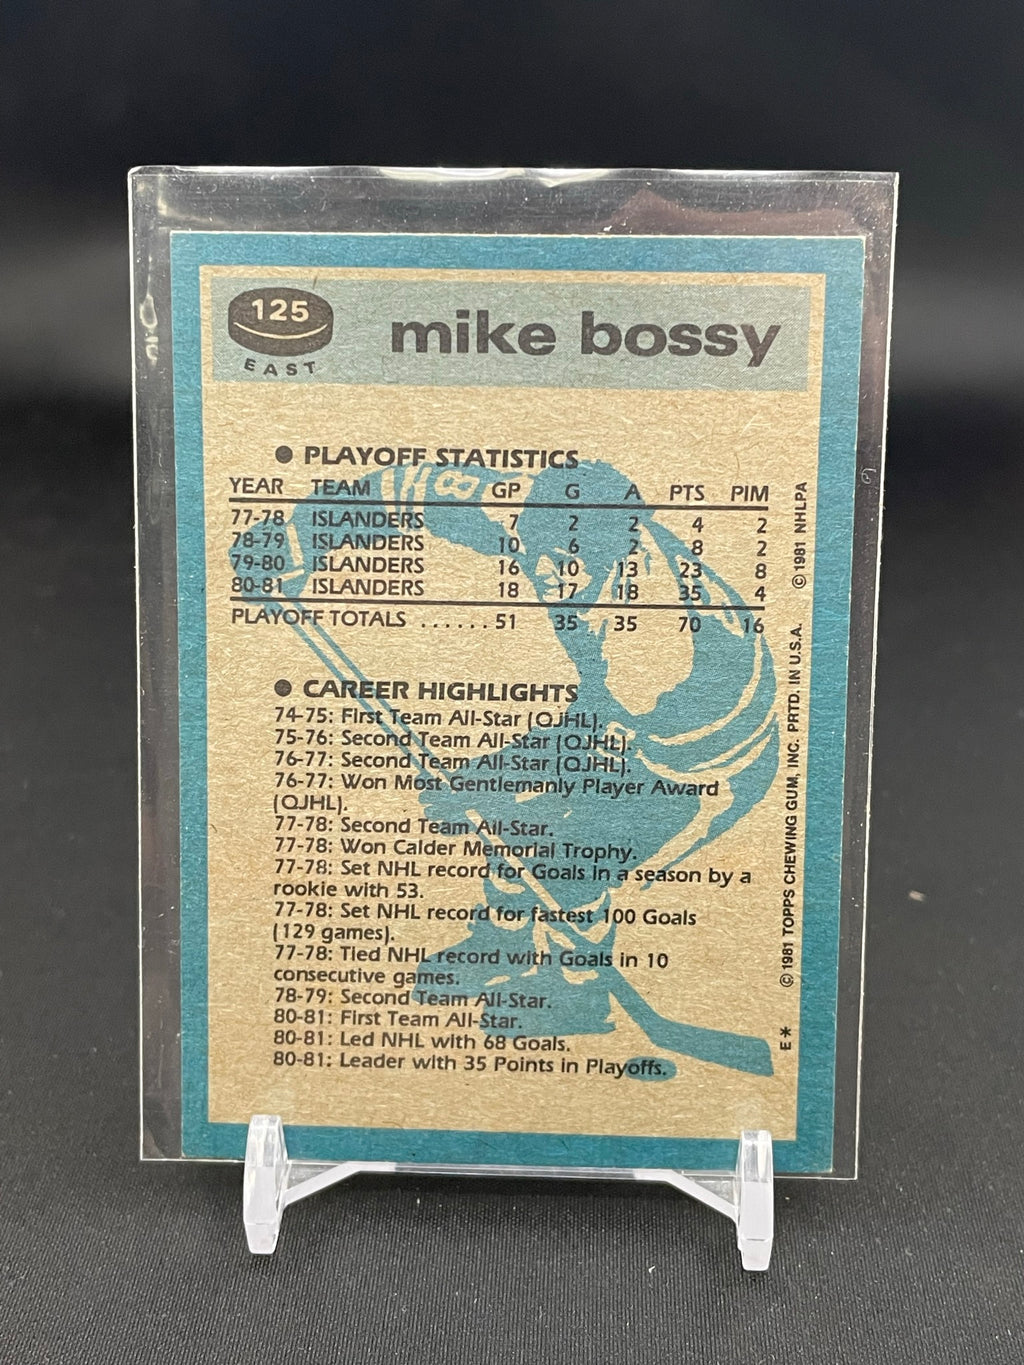 125
EAST
mike bossy
● PLAYOFF STATISTICS
YEAR TEAM GP G A PTS PIM
77-78 ISLANDERS 7 2 2 4 2
78-79 ISLANDERS 10 6 2 8 2
79-80 ISLANDERS 16 10 13 23 8
80-81 ISLANDERS 18 17 18 35 4
PLAYOFF TOTALS ...... 51 35 35 70 16
● CAREER HIGHLIGHTS
74-75: First Team All-Star (QJHL).
75-76: Second Team All-Star (QJHL).
76-77: Second Team All-Star (QJHL).
76-77: Won Most Gentlemanly Player Award
(QJHL).
77-78: Second Team All-Star.
77-78: Won Calder Memorial Trophy.
77-78: Set NHL record for Goals in a season by a
rookie with 53.
77-78: Set NHL record for fastest 100 Goals
(129 games).
77-78: Tied NHL record with Goals in 10
consecutive games.
78-79: Second Team All-Star.
80-81: First Team All-Star.
80-81: Led NHL with 68 Goals.
80-81: Leader with 35 Points in Playoffs.
E* © 1981 TOPPS CHEWING GUM, INC. PRTD. IN U.S.A. © 1981 NHLPA